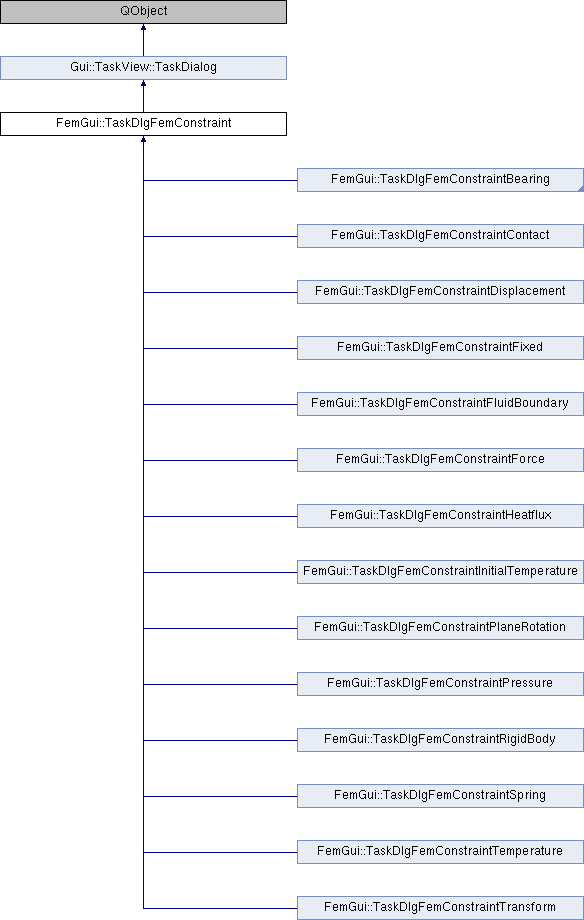 QObject
Gui::TaskView::TaskDialog
FemGui::TaskDlgFemConstraint
FemGui::TaskDlgFemConstraintBearing
FemGui::TaskDlgFemConstraintContact
FemGui::TaskDlgFemConstraintDisplacement
FemGui::TaskDlgFemConstraintFixed
FemGui::TaskDlgFemConstraintFluidBoundary
FemGui::TaskDlgFemConstraintForce
FemGui::TaskDlgFemConstraintHeatflux
FemGui::TaskDlgFemConstraintInitialTemperature
FemGui::TaskDlgFemConstraintPlaneRotation
FemGui::TaskDlgFemConstraintPressure
FemGui::TaskDlgFemConstraintRigidBody
FemGui::TaskDlgFemConstraintSpring
FemGui::TaskDlgFemConstraintTemperature
FemGui::TaskDlgFemConstraintTransform